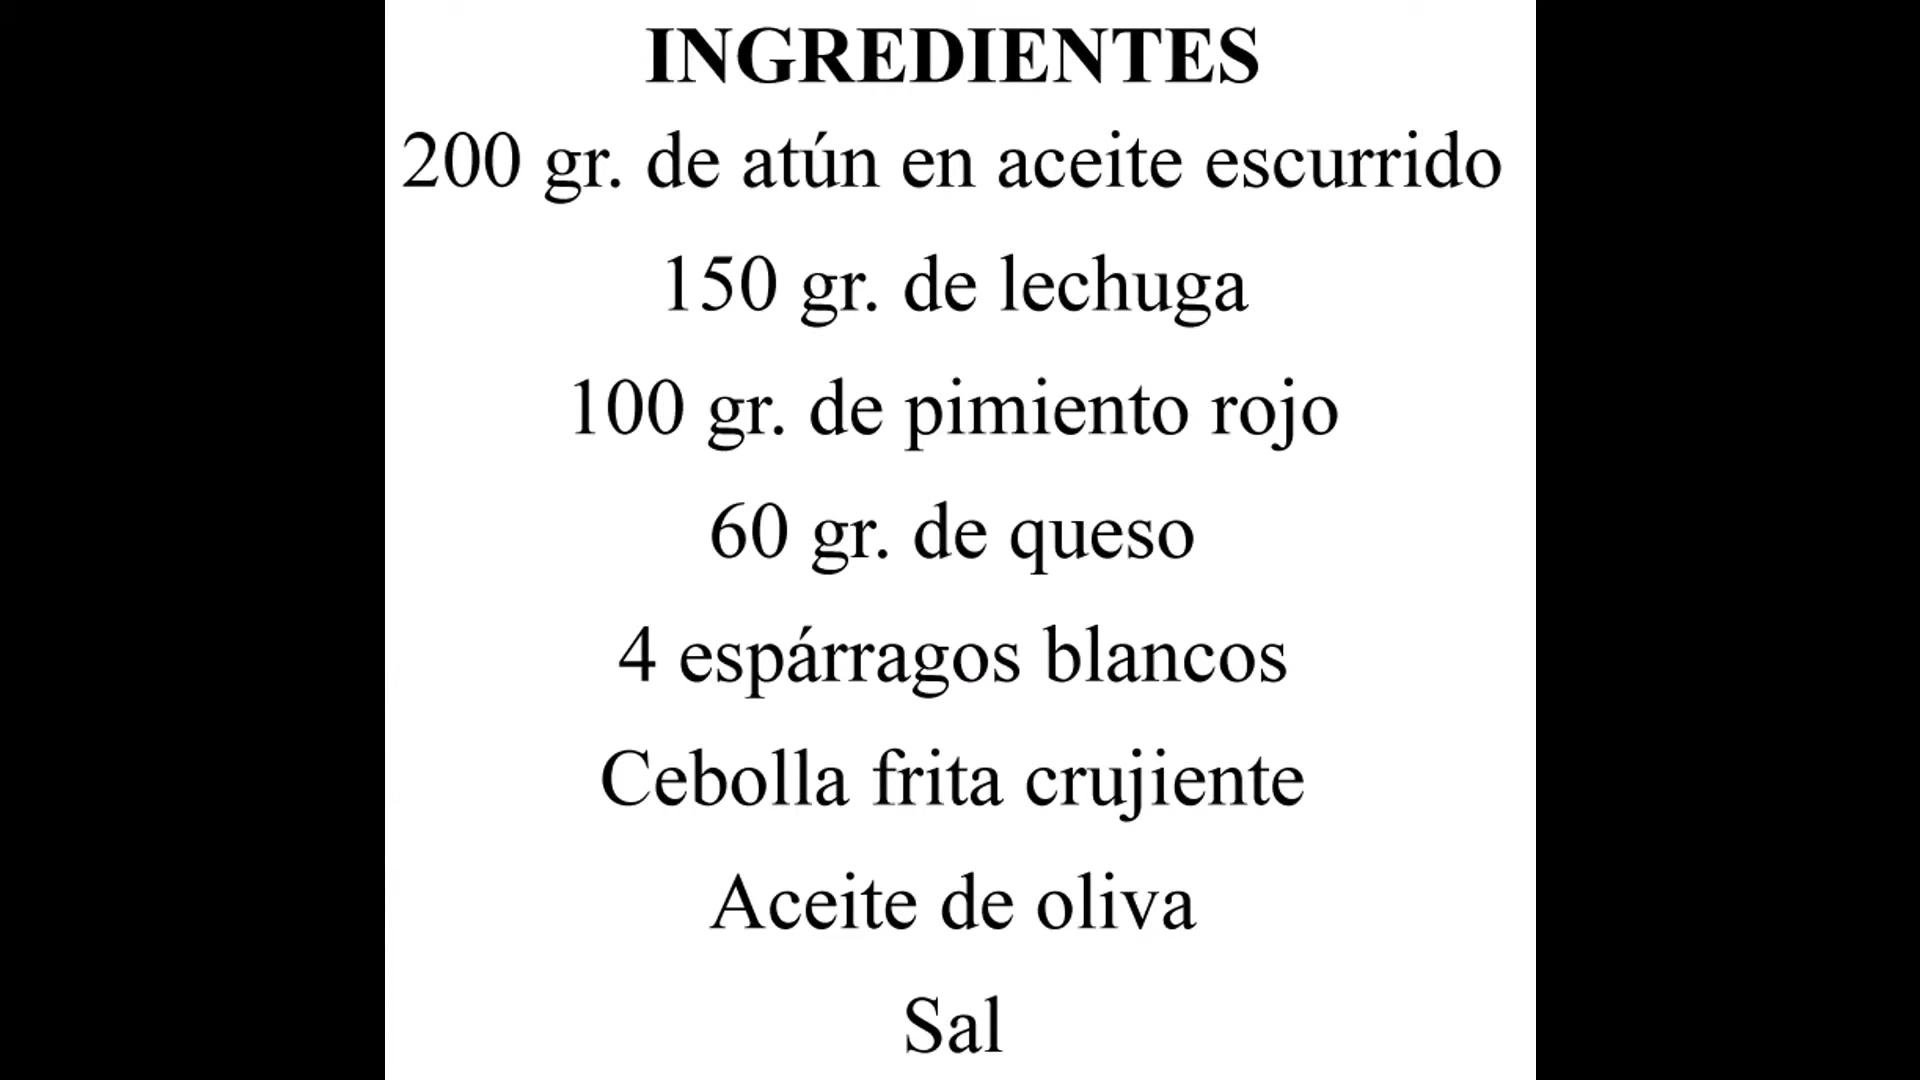 INGREDIENTES
200 gr. de atún en aceite escurrido
150 gr. de lechuga
100 gr. de pimiento rojo
60 gr. de queso
4 espárragos blancos
Cebolla frita crujiente
Aceite de oliva
Sal